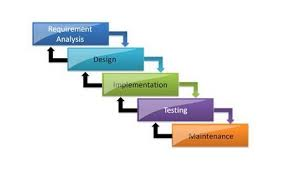 Requirement
Analysis
Design
Implementation
Testing
Maintenance